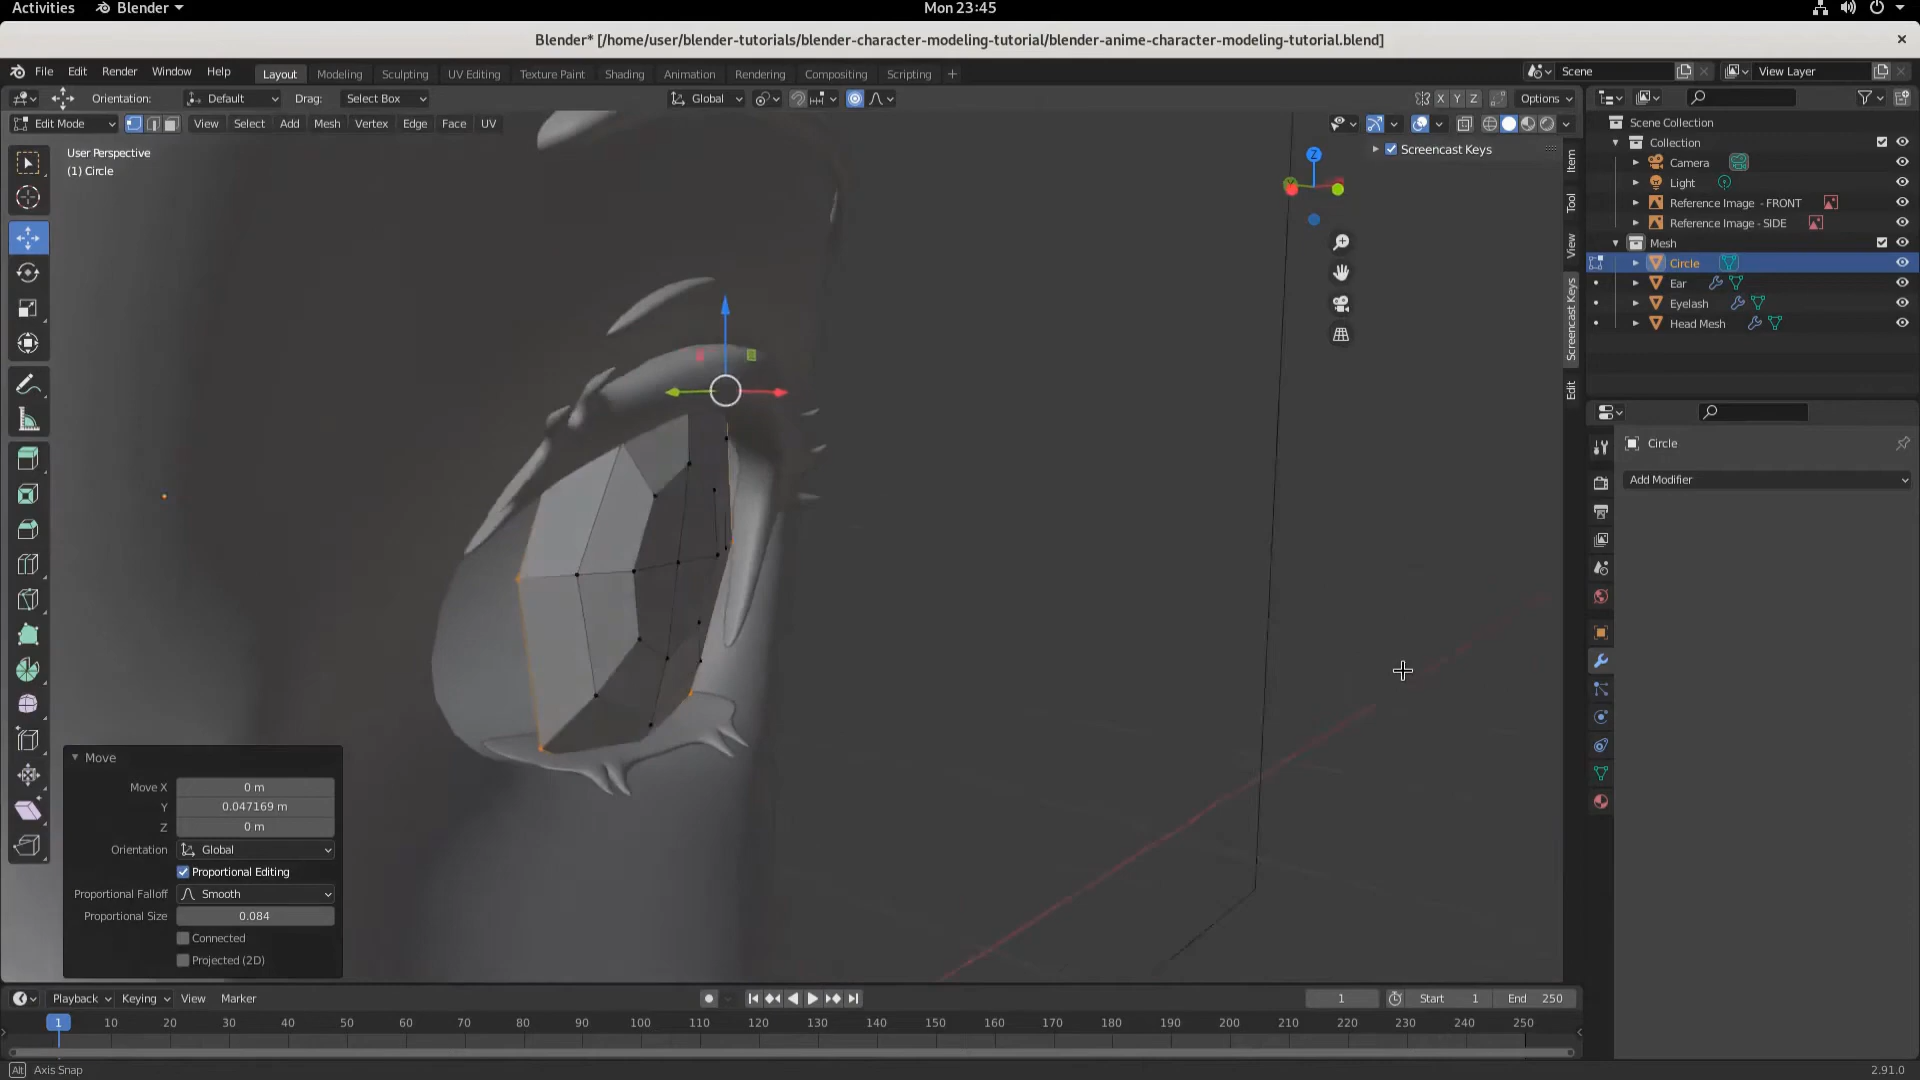 Activities Blender Mon 23:45
Blender* [/home/user/blender-tutorials/blender-character-modeling-tutorial/blender-anime-character-modeling-tutorial.blend]
File Edit Render Window Help Layout Modeling Sculpting UV Editing Texture Paint Shading Animation Rendering Compositing Scripting + Scene View Layer
Orientation: Default Drag: Select Box Global X Y Z Options
Edit Mode View Select Add Mesh Vertex Edge Face UV
User Perspective
(1) Circle
Screencast Keys
Z
Item
Tool
View
Screencast Keys
Edit
Scene Collection
Collection
Camera
Light
Reference Image - FRONT
Reference Image - SIDE
Mesh
Circle
Ear
Eyelash
Head Mesh
Circle
Add Modifier
Move
Move X 0 m
Y 0.047169 m
Z 0 m
Orientation Global
Proportional Editing
Proportional Falloff Smooth
Proportional Size 0.084
Connected
Projected (2D)
Playback Keying View Marker 1 Start 1 End 250
1 10 20 30 40 50 60 70 80 90 100 110 120 130 140 150 160 170 180 190 200 210 220 230 240 250
Alt Axis Snap 2.91.0